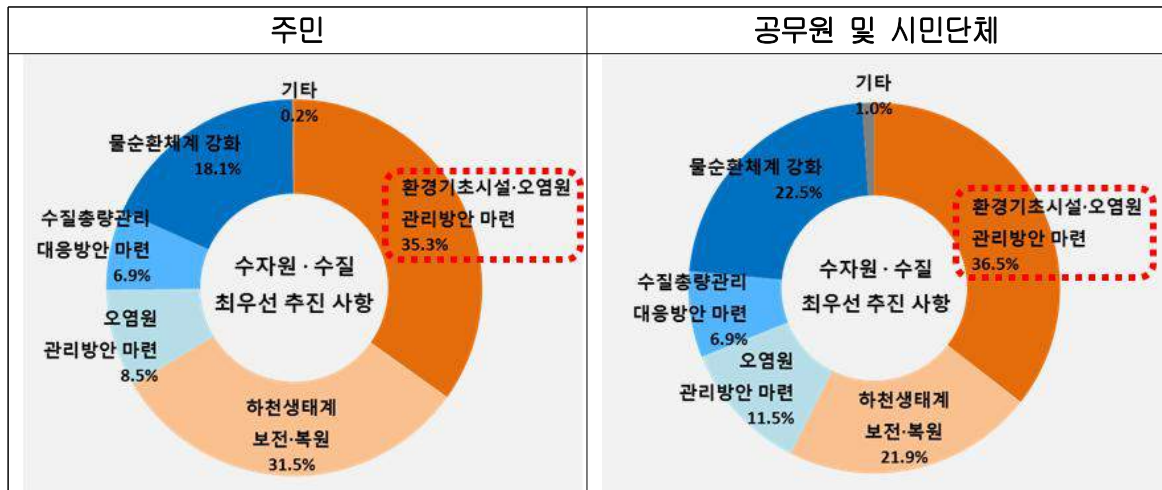 주민
공무원 및 시민단체
기타
0.2%
물순환체계 강화
18.1%
환경기초시설·오염원
관리방안 마련
35.3%
수질총량관리
대응방안 마련
6.9%
수자원 · 수질
최우선 추진 사항
오염원
관리방안 마련
8.5%
하천생태계
보전·복원
31.5%
기타
1.0%
물순환체계 강화
22.5%
환경기초시설·오염원
관리방안 마련
36.5%
수질총량관리
대응방안 마련
6.9%
수자원 · 수질
최우선 추진 사항
오염원
관리방안 마련
11.5%
하천생태계
보전·복원
21.9%